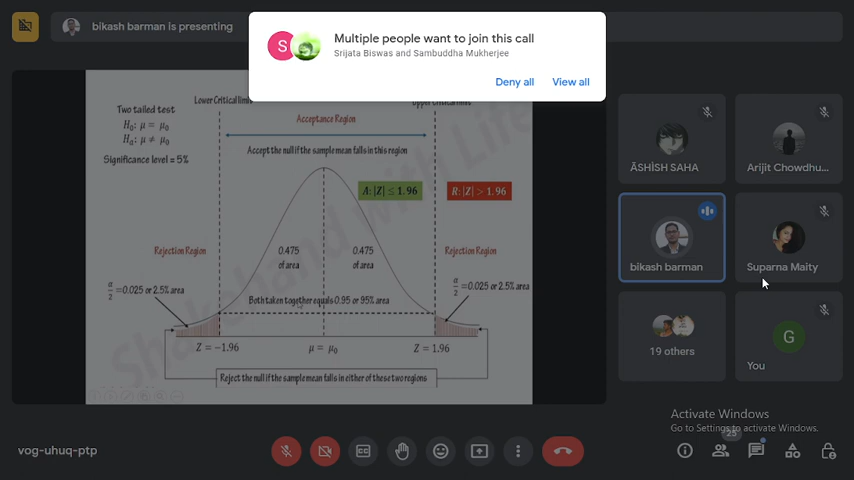 bikash barman is presenting
Multiple people want to join this call
Srijata Biswas and Sambuddha Mukherjee
Deny all
View all
S
Two tailed test
H₀: μ = μ₀
Hₐ: μ ≠ μ₀
Significance level = 5%
Lower Critical limit
Acceptance Region
Accept the null if the sample mean falls in this region
A: |Z| ≤ 1.96
R: |Z| > 1.96
Rejection Region
0.475
of area
0.475
of area
Rejection Region
α/2 = 0.025 or 2.5% area
Both taken together equals 0.95 or 95% area
α/2 = 0.025 or 2.5% area
Z = −1.96
μ = μ₀
Z = 1.96
Reject the null if the sample mean falls in either of these two regions
Shakehand with Life
ĀSHİSH SAHA
Arijit Chowdhu...
bikash barman
Suparna Maity
19 others
G
You
Activate Windows
Go to Settings to activate Windows.
25
vog-uhuq-ptp